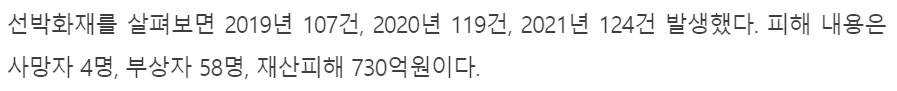 선박화재를 살펴보면 2019년 107건, 2020년 119건, 2021년 124건 발생했다. 피해 내용은
사망자 4명, 부상자 58명, 재산피해 730억원이다.